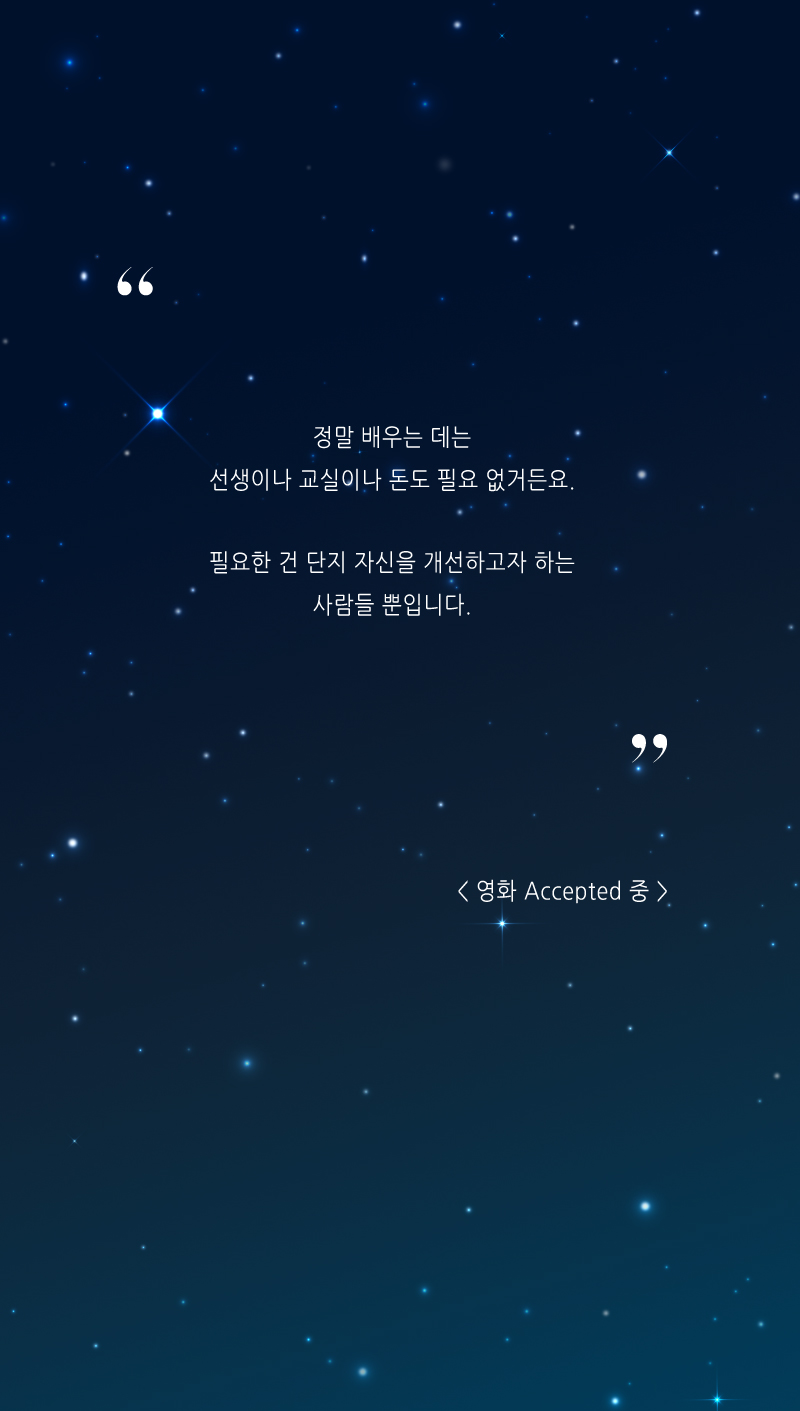 “
정말 배우는 데는
선생이나 교실이나 돈도 필요 없거든요.
필요한 건 단지 자신을 개선하고자 하는
사람들 뿐입니다.
”
< 영화 Accepted 중 >